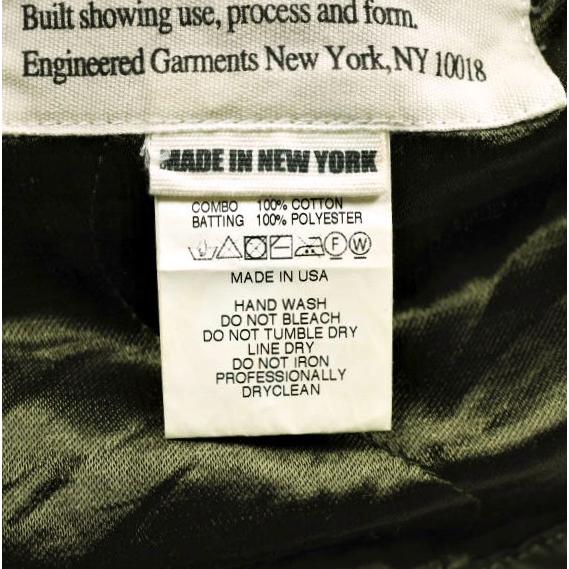 Built showing use, process and form.
Engineered Garments New York, NY 10018
MADE IN NEW YORK
COMBO 100% COTTON
BATTING 100% POLYESTER
F W
MADE IN USA
HAND WASH
DO NOT BLEACH
DO NOT TUMBLE DRY
LINE DRY
DO NOT IRON
PROFESSIONALLY
DRYCLEAN